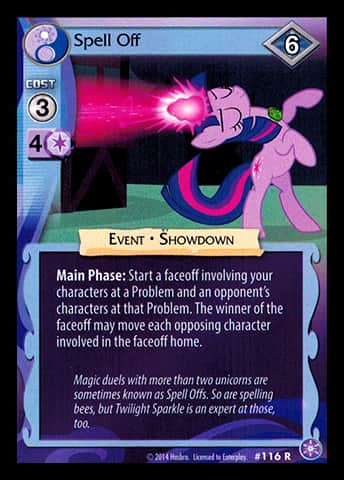 Spell Off
6
COST
3
4
EVENT • SHOWDOWN
Main Phase: Start a faceoff involving your
characters at a Problem and an opponent's
characters at that Problem. The winner of the
faceoff may move each opposing character
involved in the faceoff home.
Magic duels with more than two unicorns are
sometimes known as Spell Offs. So are spelling
bees, but Twilight Sparkle is an expert at those,
too.
© 2014 Hasbro. Licensed to Enterplay. #116 R